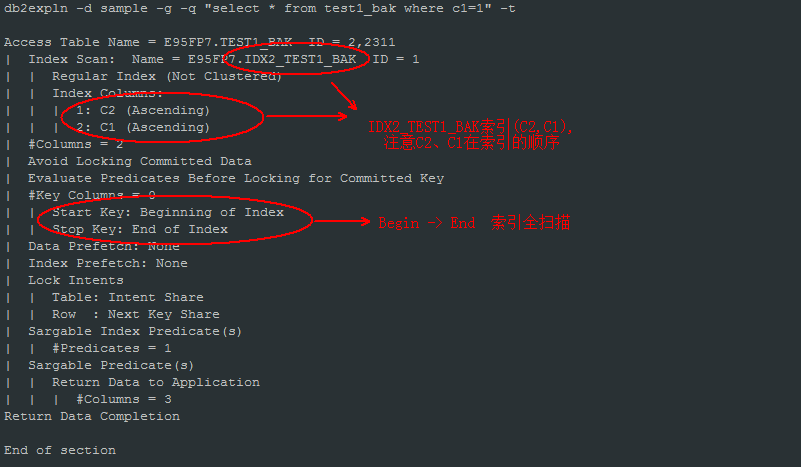 db2expln -d sample -g -q "select * from test1_bak where c1=1" -t
Access Table Name = E95FP7.TEST1_BAK ID = 2,2311
| Index Scan: Name = E95FP7.IDX2_TEST1_BAK ID = 1
| | Regular Index (Not Clustered)
| | Index Columns:
| | | 1: C2 (Ascending)
| | | 2: C1 (Ascending)
IDX2_TEST1_BAK索引(C2,C1),
注意C2、C1在索引的顺序
| #Columns = 2
| Avoid Locking Committed Data
| Evaluate Predicates Before Locking for Committed Key
| #Key Columns = 0
| | Start Key: Beginning of Index
| | Stop Key: End of Index
Begin -> End 索引全扫描
| Data Prefetch: None
| Index Prefetch: None
| Lock Intents
| | Table: Intent Share
| | Row : Next Key Share
| Sargable Index Predicate(s)
| | #Predicates = 1
| Sargable Predicate(s)
| | Return Data to Application
| | | #Columns = 3
Return Data Completion
End of section